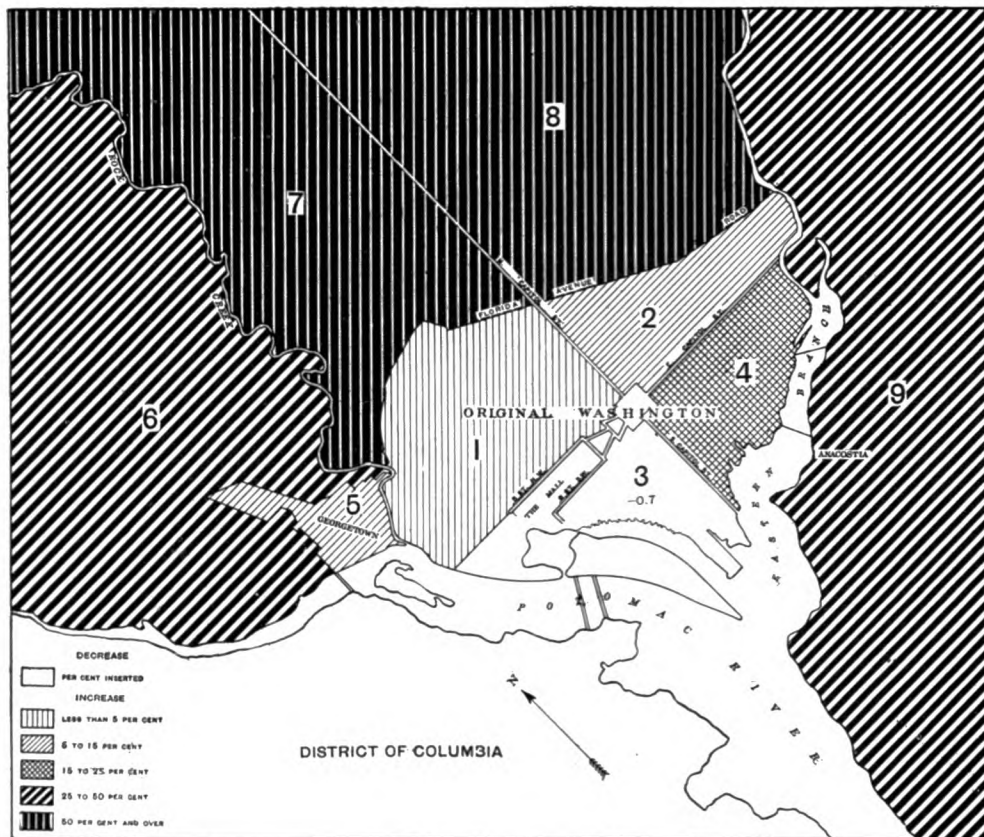 8
7
ROCK
ROAD
FLORIDA AVENUE
2
4
BRANCH
9
6
ORIGINAL WASHINGTON
1
THE MALL
ANACOSTIA
3
-0.7
5
GEORGETOWN
EASTERN
POTOMAC RIVER
DECREASE
PER CENT INSERTED
INCREASE
LESS THAN 5 PER CENT
5 TO 15 PER CENT
15 TO 25 PER CENT
25 TO 50 PER CENT
50 PER CENT AND OVER
N.
DISTRICT OF COLUMBIA